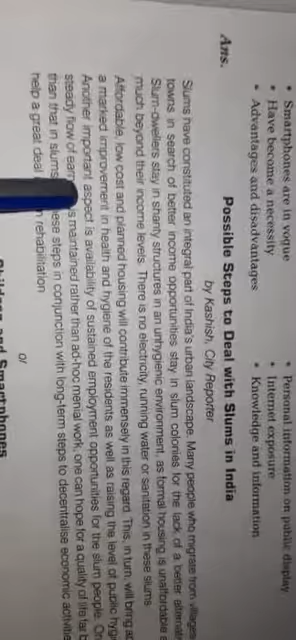 • Smartphones are in vogue
• Have become a necessity
• Advantages and disadvantages
• Personal information on public display
• Internet exposure
• Knowledge and information
Ans.
Possible Steps to Deal with Slums in India
by Kashish, City Reporter
Slums have constituted an integral part of India's urban landscape. Many people who migrate from villages
towns in search of better income opportunities stay in slum colonies for the lack of a better
Slum-dwellers stay in shanty structures in an unhygienic environment, as formal housing is unaffordable
much beyond their income levels. There is no electricity, running water or sanitation in these slums
Affordable, low cost and planned housing will contribute immensely in this regard. This, in turn, will bring
a marked improvement in health and hygiene of the residents as well as raising the level of public
Another important aspect is availability of sustained employment opportunities for the slum people.
steady flow of is maintained rather than ad-hoc menial work, one can hope for a quality of life far
than that in slums steps in conjunction with long-term steps to decentralise economic
help a great deal rehabilitation
or
and Smartphones